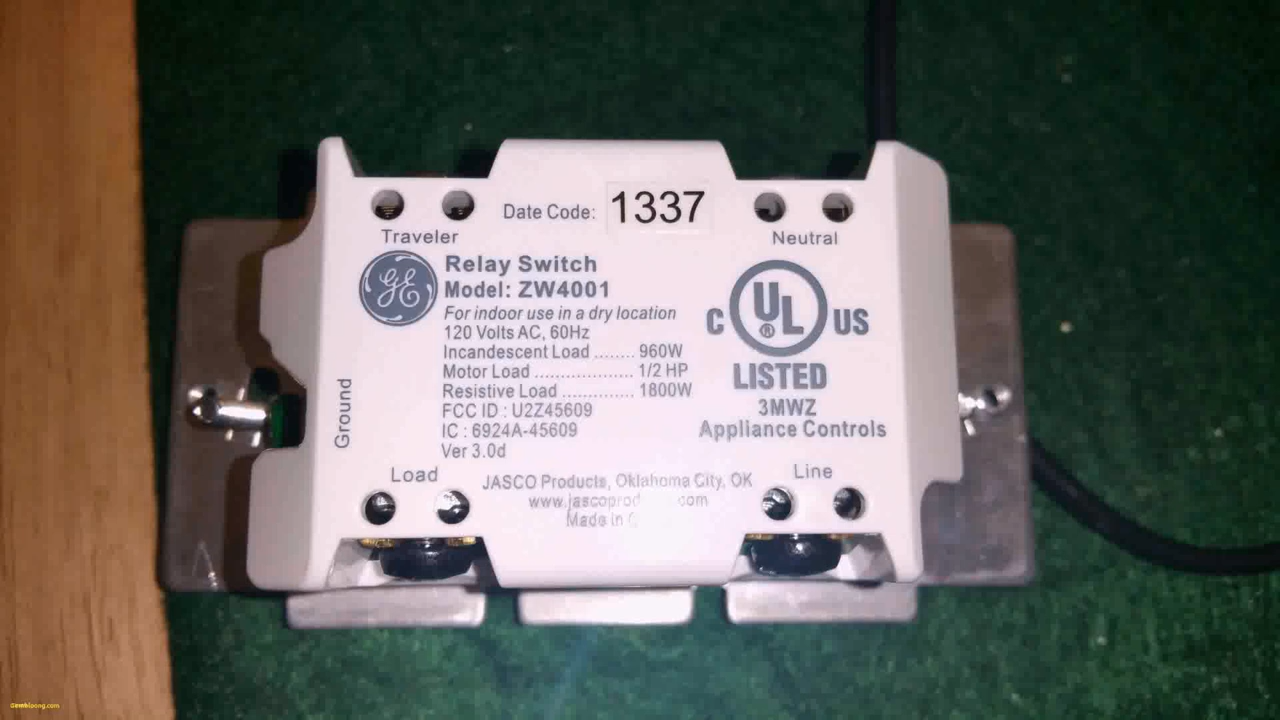 Date Code: 1337
Traveler
Neutral
GE
Relay Switch
Model: ZW4001
For indoor use in a dry location
120 Volts AC, 60Hz
Incandescent Load ........ 960W
Motor Load ................... 1/2 HP
Resistive Load .............. 1800W
FCC ID : U2Z45609
IC : 6924A-45609
Ver 3.0d
C UL® US
LISTED
3MWZ
Appliance Controls
Ground
Load
Line
JASCO Products, Oklahoma City, OK
Made in